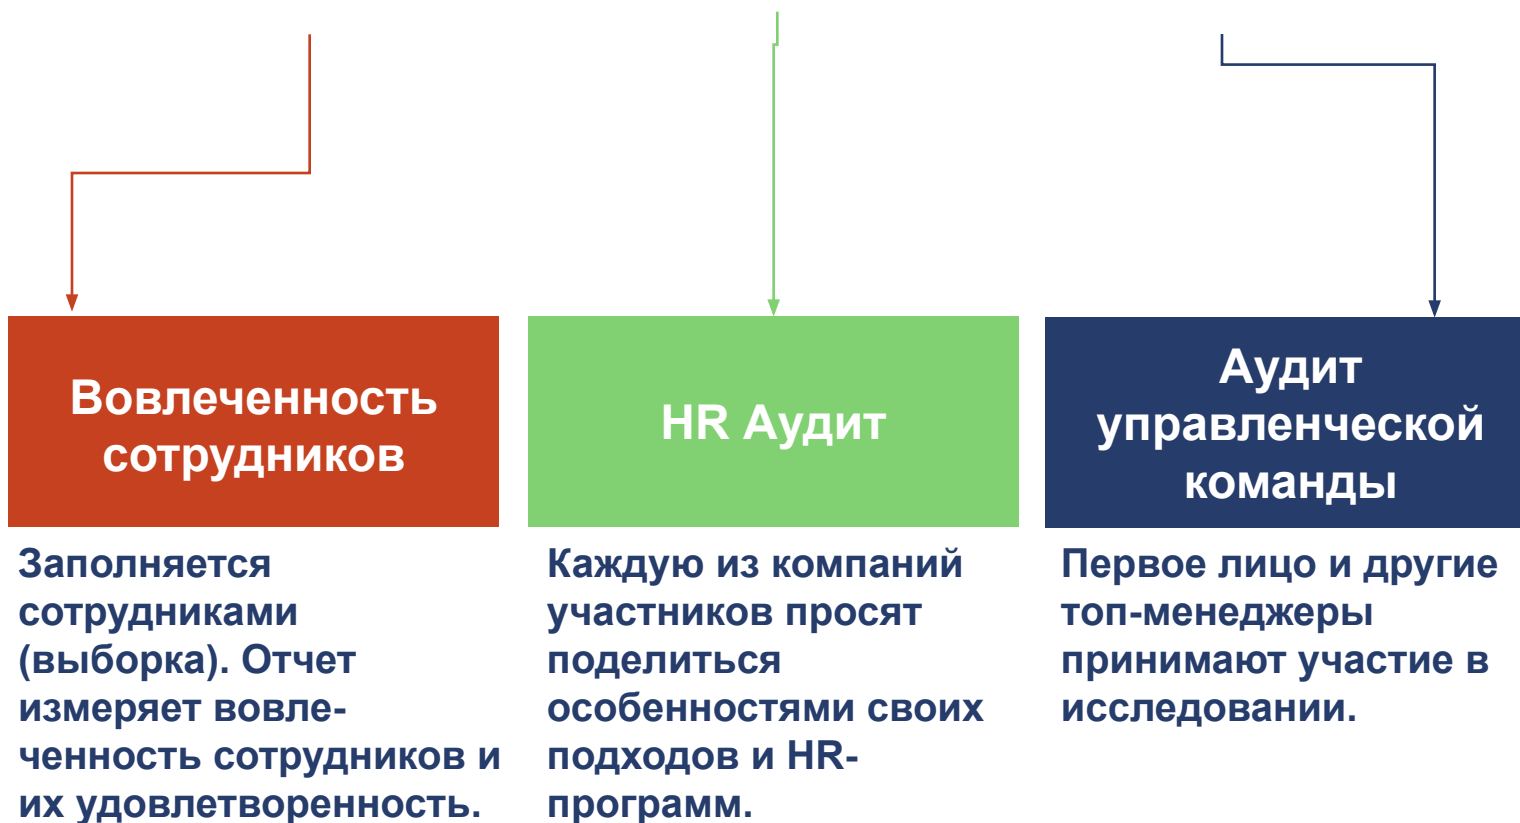 Вовлеченность
сотрудников
HR Аудит
Аудит
управленческой
команды
Заполняется
сотрудниками
(выборка). Отчет
измеряет вовле-
ченность сотрудников и
их удовлетворенность.
Каждую из компаний
участников просят
поделиться
особенностями своих
подходов и HR-
программ.
Первое лицо и другие
топ-менеджеры
принимают участие в
исследовании.